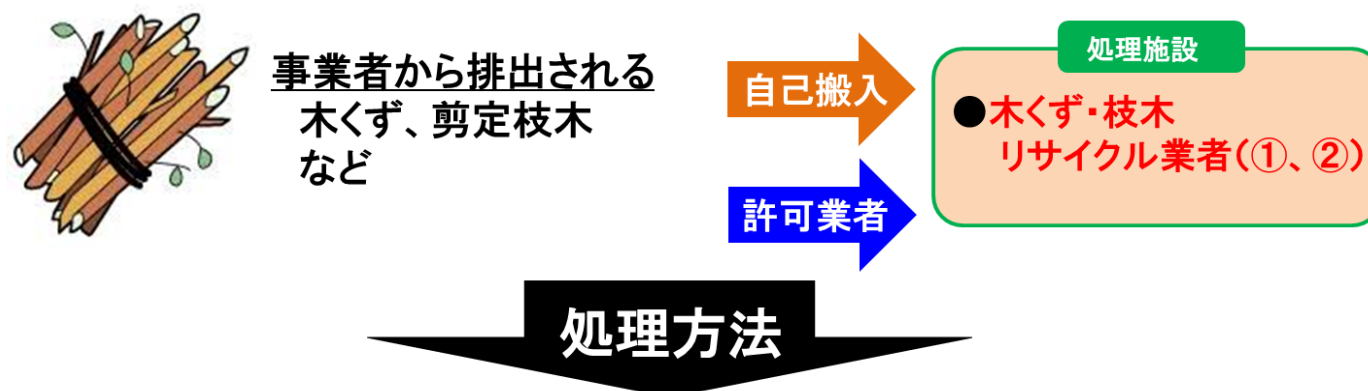 事業者から排出される
木くず、剪定枝木
など
自己搬入
許可業者
処理施設
●木くず・枝木
リサイクル業者(①、②)
処理方法